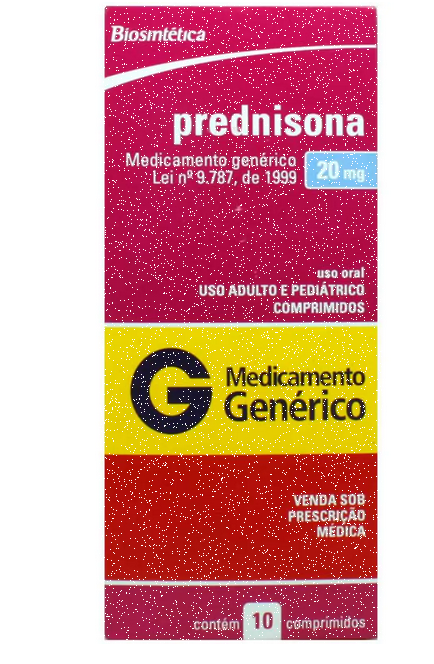 Biosintética
prednisona
Medicamento genérico
Lei nº 9.787, de 1999
20 mg
uso oral
USO ADULTO E PEDIÁTRICO
COMPRIMIDOS
G Medicamento
Genérico
VENDA SOB
PRESCRIÇÃO
MÉDICA
contém 10 comprimidos